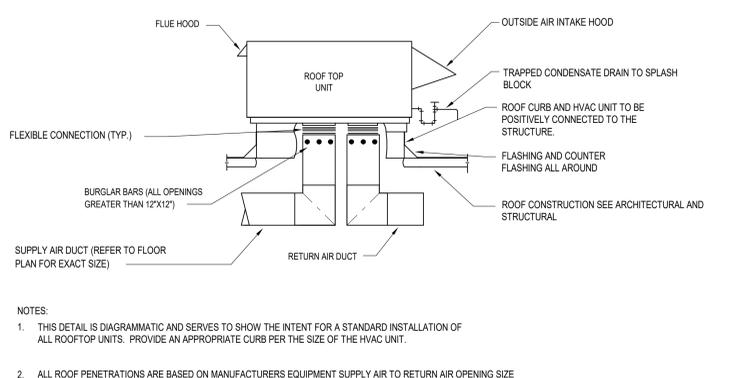 FLUE HOOD
OUTSIDE AIR INTAKE HOOD
ROOF TOP
UNIT
TRAPPED CONDENSATE DRAIN TO SPLASH
BLOCK
ROOF CURB AND HVAC UNIT TO BE
POSITIVELY CONNECTED TO THE
STRUCTURE.
FLEXIBLE CONNECTION (TYP.)
FLASHING AND COUNTER
FLASHING ALL AROUND
BURGLAR BARS (ALL OPENINGS
GREATER THAN 12"X12")
ROOF CONSTRUCTION SEE ARCHITECTURAL AND
STRUCTURAL
SUPPLY AIR DUCT (REFER TO FLOOR
PLAN FOR EXACT SIZE)
RETURN AIR DUCT
NOTES:
1. THIS DETAIL IS DIAGRAMMATIC AND SERVES TO SHOW THE INTENT FOR A STANDARD INSTALLATION OF
ALL ROOFTOP UNITS. PROVIDE AN APPROPRIATE CURB PER THE SIZE OF THE HVAC UNIT.
2. ALL ROOF PENETRATIONS ARE BASED ON MANUFACTURERS EQUIPMENT SUPPLY AIR TO RETURN AIR OPENING SIZE